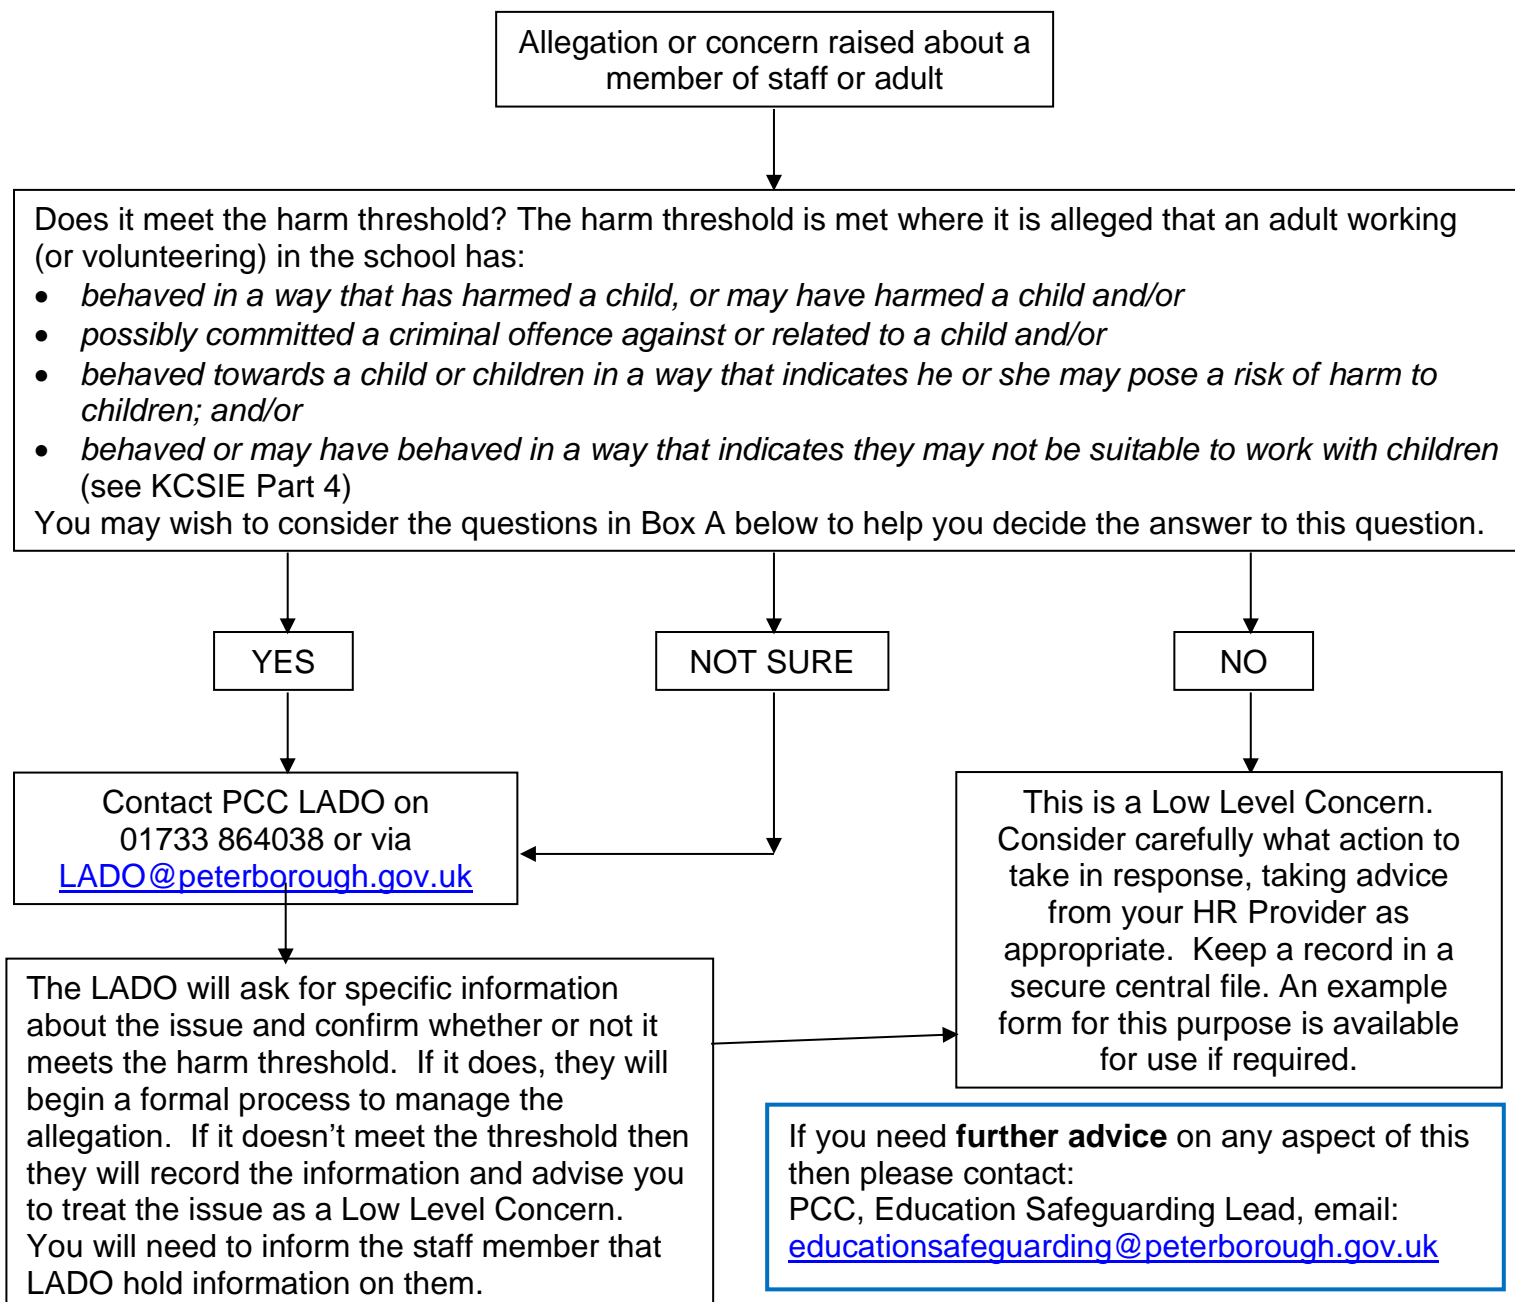 Allegation or concern raised about a
member of staff or adult
Does it meet the harm threshold? The harm threshold is met where it is alleged that an adult working
(or volunteering) in the school has:
• behaved in a way that has harmed a child, or may have harmed a child and/or
• possibly committed a criminal offence against or related to a child and/or
• behaved towards a child or children in a way that indicates he or she may pose a risk of harm to
children; and/or
• behaved or may have behaved in a way that indicates they may not be suitable to work with children
(see KCSIE Part 4)
You may wish to consider the questions in Box A below to help you decide the answer to this question.
YES
NOT SURE
NO
Contact PCC LADO on
01733 864038 or via
LADO@peterborough.gov.uk
This is a Low Level Concern.
Consider carefully what action to
take in response, taking advice
from your HR Provider as
appropriate.  Keep a record in a
secure central file. An example
form for this purpose is available
for use if required.
The LADO will ask for specific information
about the issue and confirm whether or not it
meets the harm threshold.  If it does, they will
begin a formal process to manage the
allegation.  If it doesn’t meet the threshold then
they will record the information and advise you
to treat the issue as a Low Level Concern.
You will need to inform the staff member that
LADO hold information on them.
If you need further advice on any aspect of this
then please contact:
PCC, Education Safeguarding Lead, email:
educationsafeguarding@peterborough.gov.uk